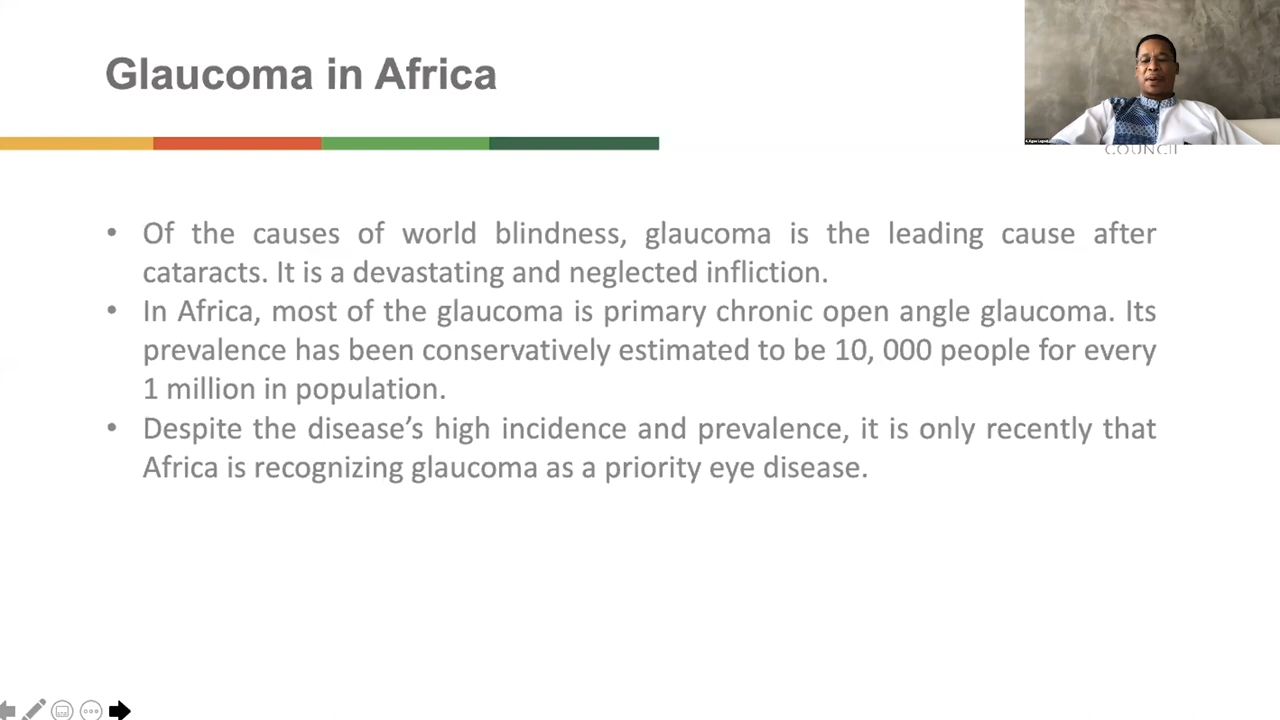 Glaucoma in Africa
COUNCIL
• Of the causes of world blindness, glaucoma is the leading cause after
cataracts. It is a devastating and neglected infliction.
• In Africa, most of the glaucoma is primary chronic open angle glaucoma. Its
prevalence has been conservatively estimated to be 10, 000 people for every
1 million in population.
• Despite the disease’s high incidence and prevalence, it is only recently that
Africa is recognizing glaucoma as a priority eye disease.